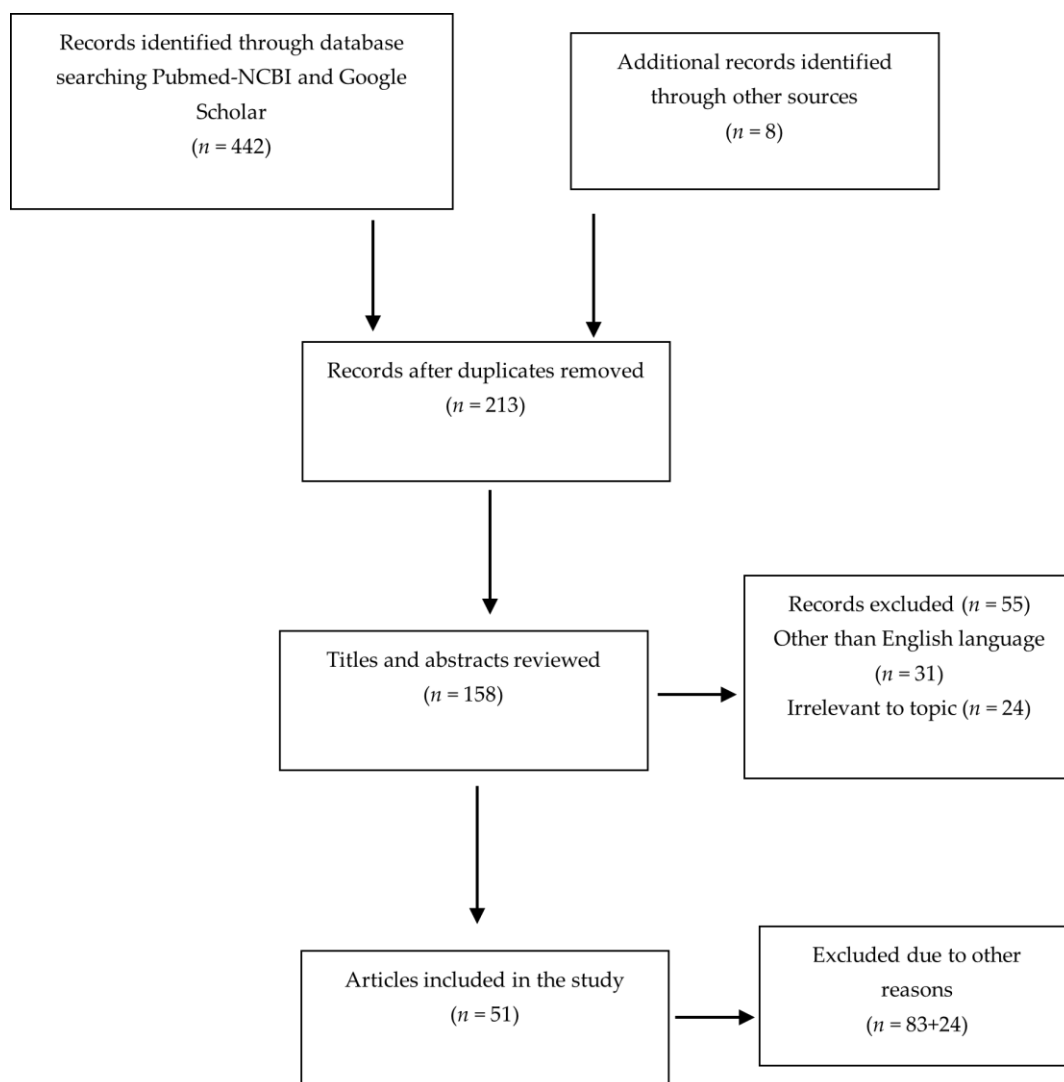 Records identified through database
searching Pubmed-NCBI and Google
Scholar
(n = 442)
Additional records identified
through other sources
(n = 8)
Records after duplicates removed
(n = 213)
Titles and abstracts reviewed
(n = 158)
Records excluded (n = 55)
Other than English language
(n = 31)
Irrelevant to topic (n = 24)
Articles included in the study
(n = 51)
Excluded due to other
reasons
(n = 83+24)